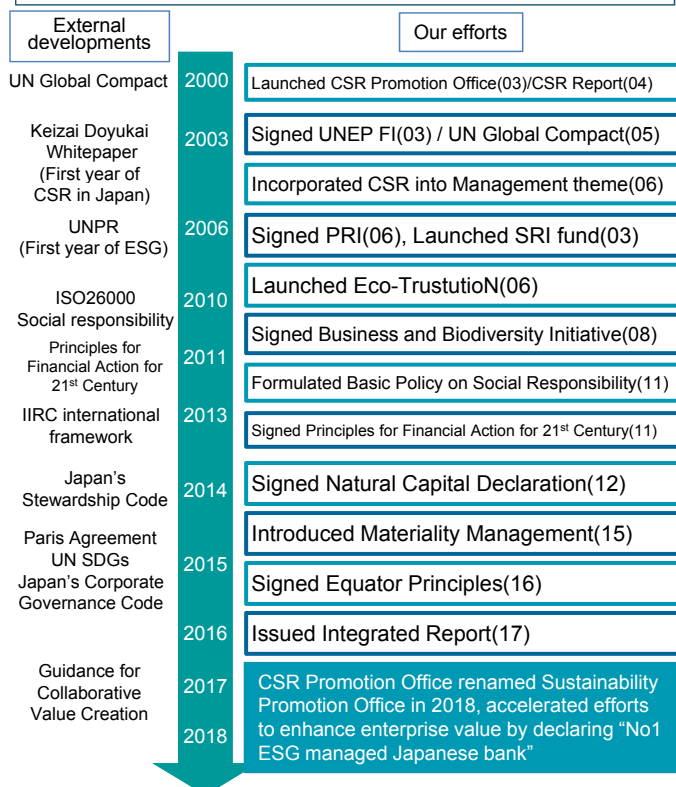 External
developments
Our efforts
UN Global Compact
2000
Launched CSR Promotion Office(03)/CSR Report(04)
Keizai Doyukai
Whitepaper
(First year of
CSR in Japan)
2003
Signed UNEP FI(03) / UN Global Compact(05)
Incorporated CSR into Management theme(06)
UNPR
(First year of ESG)
2006
Signed PRI(06), Launched SRI fund(03)
Launched Eco-TrustutioN(06)
ISO26000
Social responsibility
2010
Signed Business and Biodiversity Initiative(08)
Principles for
Financial Action for
21st Century
2011
Formulated Basic Policy on Social Responsibility(11)
IIRC international
framework
2013
Signed Principles for Financial Action for 21st Century(11)
Japan's
Stewardship Code
2014
Signed Natural Capital Declaration(12)
Introduced Materiality Management(15)
Paris Agreement
UN SDGs
Japan's Corporate
Governance Code
2015
Signed Equator Principles(16)
2016
Issued Integrated Report(17)
Guidance for
Collaborative
Value Creation
2017
2018
CSR Promotion Office renamed Sustainability
Promotion Office in 2018, accelerated efforts
to enhance enterprise value by declaring "No1
ESG managed Japanese bank"